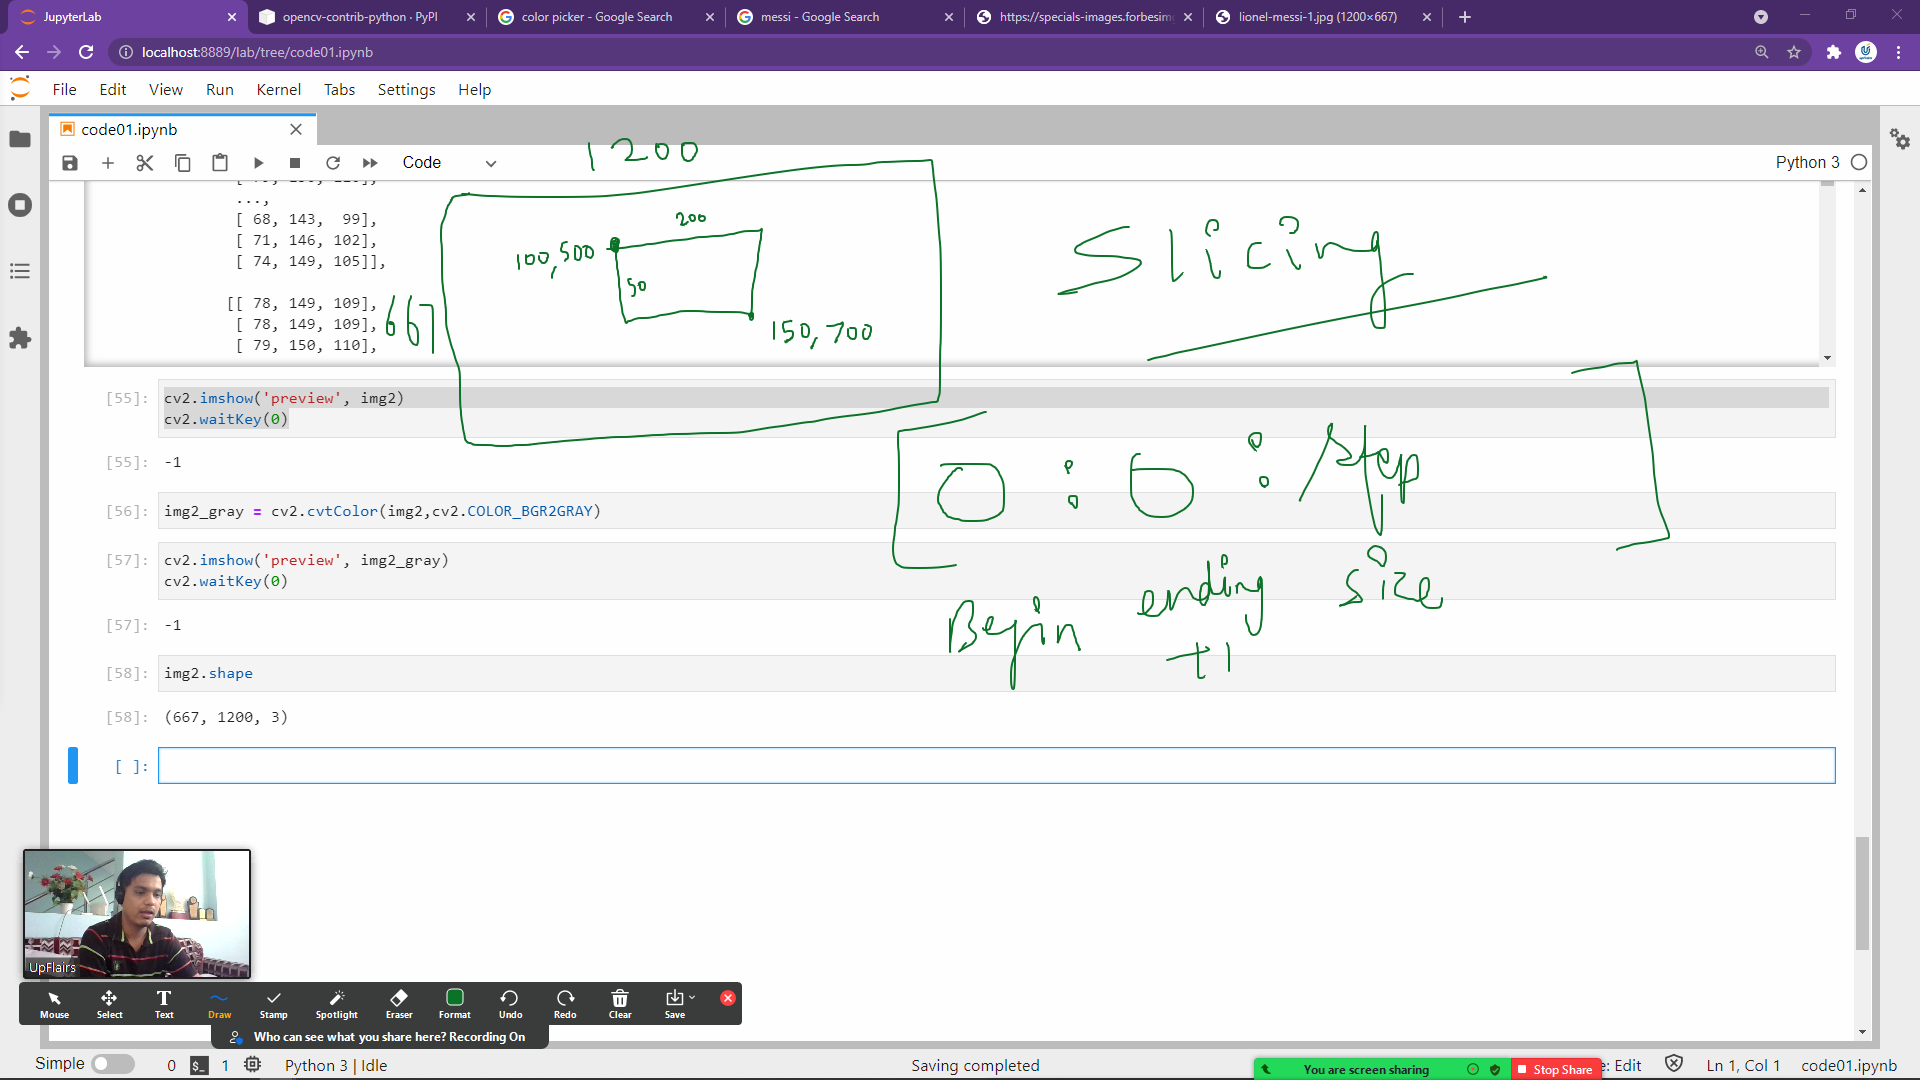 JupyterLab
opencv-contrib-python · PyPI
color picker - Google Search
messi - Google Search
https://specials-images.forbesim
lionel-messi-1.jpg (1200×667)
localhost:8889/lab/tree/code01.ipynb
File Edit View Run Kernel Tabs Settings Help
code01.ipynb
Code
Python 3
1200
...,
[ 68, 143, 99],
[ 71, 146, 102],
[ 74, 149, 105]],
[[ 78, 149, 109],
[ 78, 149, 109],
[ 79, 150, 110],
200
100,500
50
667
150,700
Slicing
[55]: cv2.imshow('preview', img2)
cv2.waitKey(0)
[55]: -1
[ : : step ]
[56]: img2_gray = cv2.cvtColor(img2,cv2.COLOR_BGR2GRAY)
[57]: cv2.imshow('preview', img2_gray)
cv2.waitKey(0)
Begin ending size
+1
[57]: -1
[58]: img2.shape
[58]: (667, 1200, 3)
[ ]:
UpFlairs
Mouse Select Text Draw Stamp Spotlight Eraser Format Undo Redo Clear Save
Who can see what you share here? Recording On
Simple 0 1 Python 3 | Idle Saving completed
You are screen sharing Stop Share
e: Edit Ln 1, Col 1 code01.ipynb